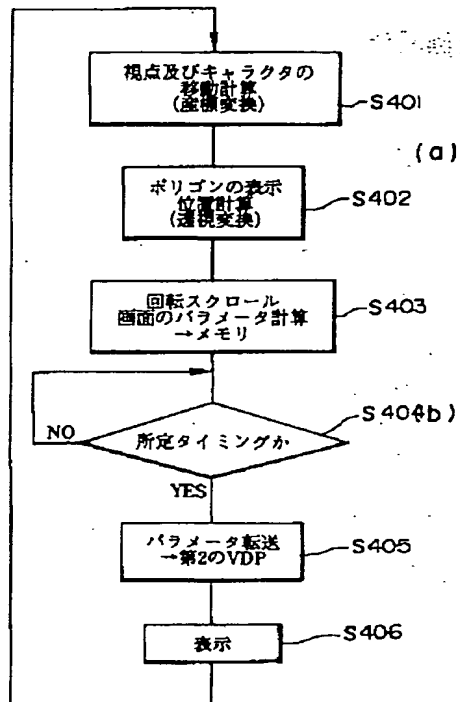 視点及びキャラクタの
移動計算
(座標変換)
S401
(a)
ポリゴンの表示
位置計算
(透視変換)
S402
回転スクロール
画面のパラメータ計算
→メモリ
S403
S404
(b)
所定タイミングか
NO
YES
パラメータ転送
→第2のVDP
S405
表示
S406